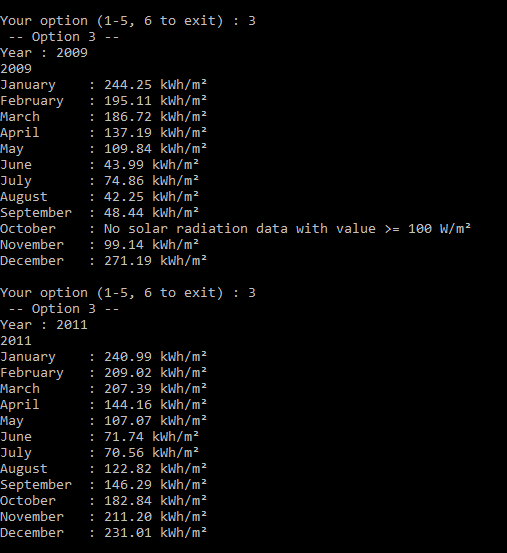 Your option (1-5, 6 to exit) : 3
 -- Option 3 --
Year : 2009
2009
January    : 244.25 kWh/m²
February   : 195.11 kWh/m²
March      : 186.72 kWh/m²
April      : 137.19 kWh/m²
May        : 109.84 kWh/m²
June       : 43.99 kWh/m²
July       : 74.86 kWh/m²
August     : 42.25 kWh/m²
September  : 48.44 kWh/m²
October    : No solar radiation data with value >= 100 W/m²
November   : 99.14 kWh/m²
December   : 271.19 kWh/m²

Your option (1-5, 6 to exit) : 3
 -- Option 3 --
Year : 2011
2011
January    : 240.99 kWh/m²
February   : 209.02 kWh/m²
March      : 207.39 kWh/m²
April      : 144.16 kWh/m²
May        : 107.07 kWh/m²
June       : 71.74 kWh/m²
July       : 70.56 kWh/m²
August     : 122.82 kWh/m²
September  : 146.29 kWh/m²
October    : 182.84 kWh/m²
November   : 211.20 kWh/m²
December   : 231.01 kWh/m²